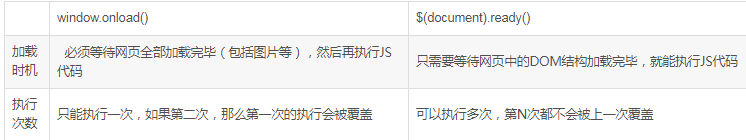 window.onload()
$(document).ready()
加载
时机
必须等待网页全部加载完毕（包括图片等），然后再执行JS
代码
只需要等待网页中的DOM结构加载完毕，就能执行JS代码
执行
次数
只能执行一次，如果第二次，那么第一次的执行会被覆盖
可以执行多次，第N次都不会被上一次覆盖